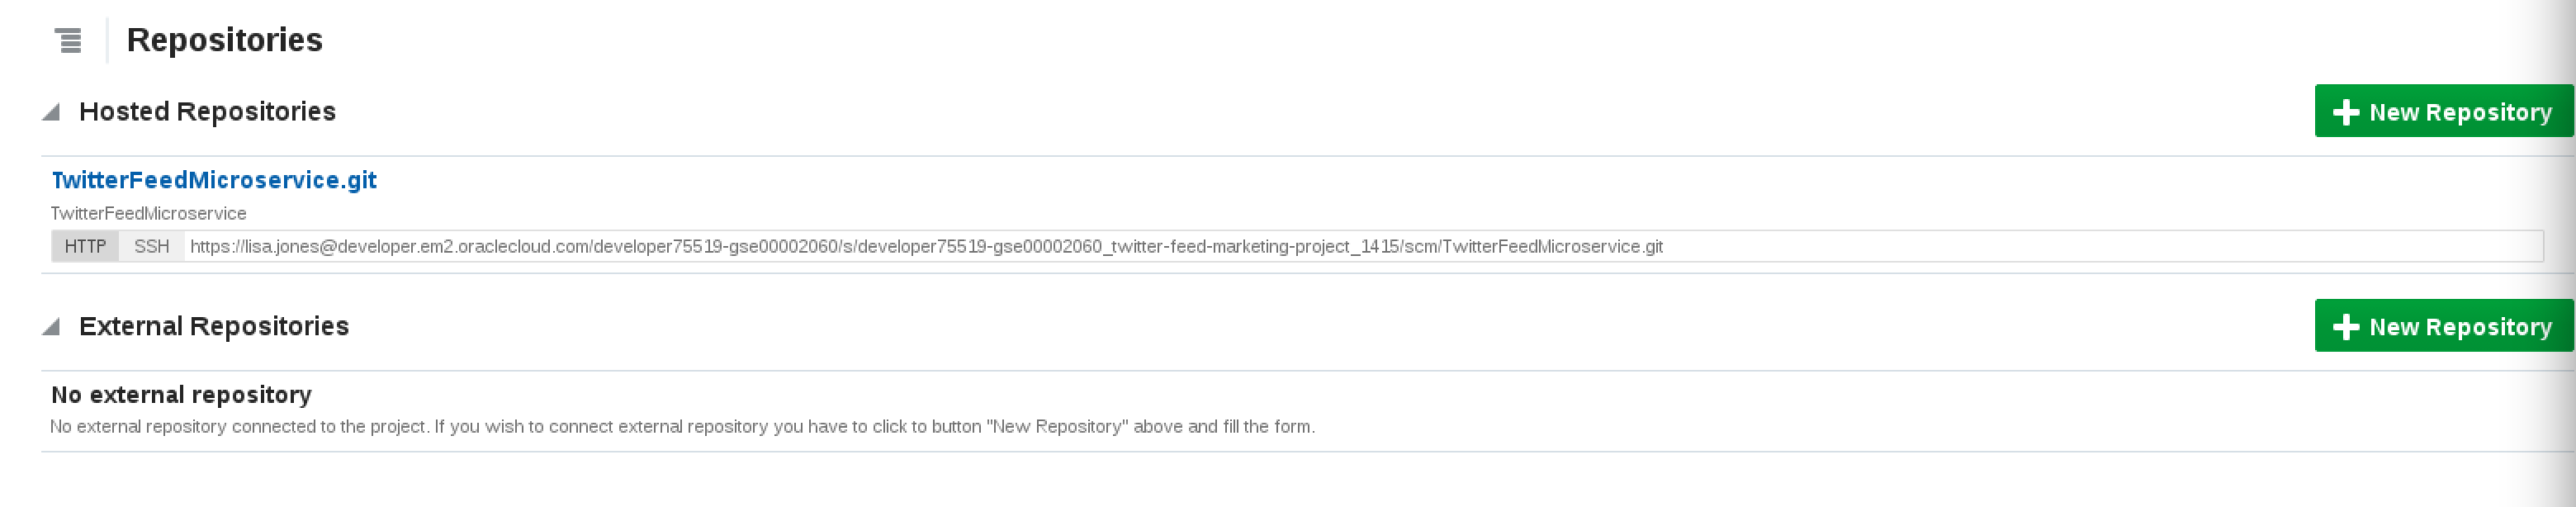 Repositories
Hosted Repositories
New Repository
TwitterFeedMicroservice.git
TwitterFeedMicroservice
HTTP SSH https://lisa.jones@developer.em2.oraclecloud.com/developer75519-gse00002060/s/developer75519-gse00002060_twitter-feed-marketing-project_1415/scm/TwitterFeedMicroservice.git
External Repositories
New Repository
No external repository
No external repository connected to the project. If you wish to connect external repository you have to click to button "New Repository" above and fill the form.